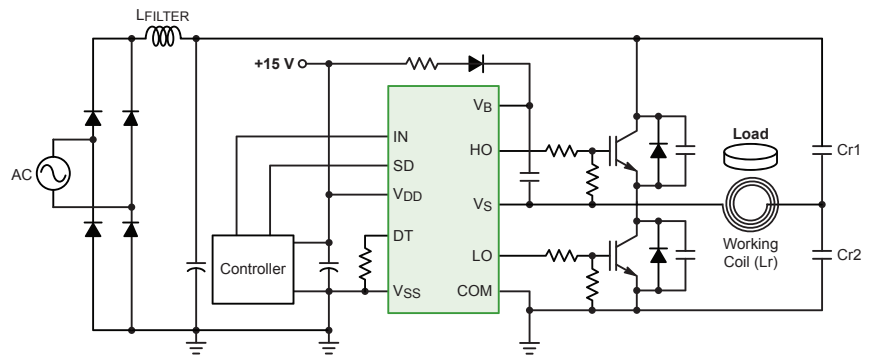 LFILTER
+15 V
VB
IN
HO
Load
Cr1
SD
AC
VDD
VS
DT
Working
Coil (Lr)
LO
Cr2
Controller
VSS
COM